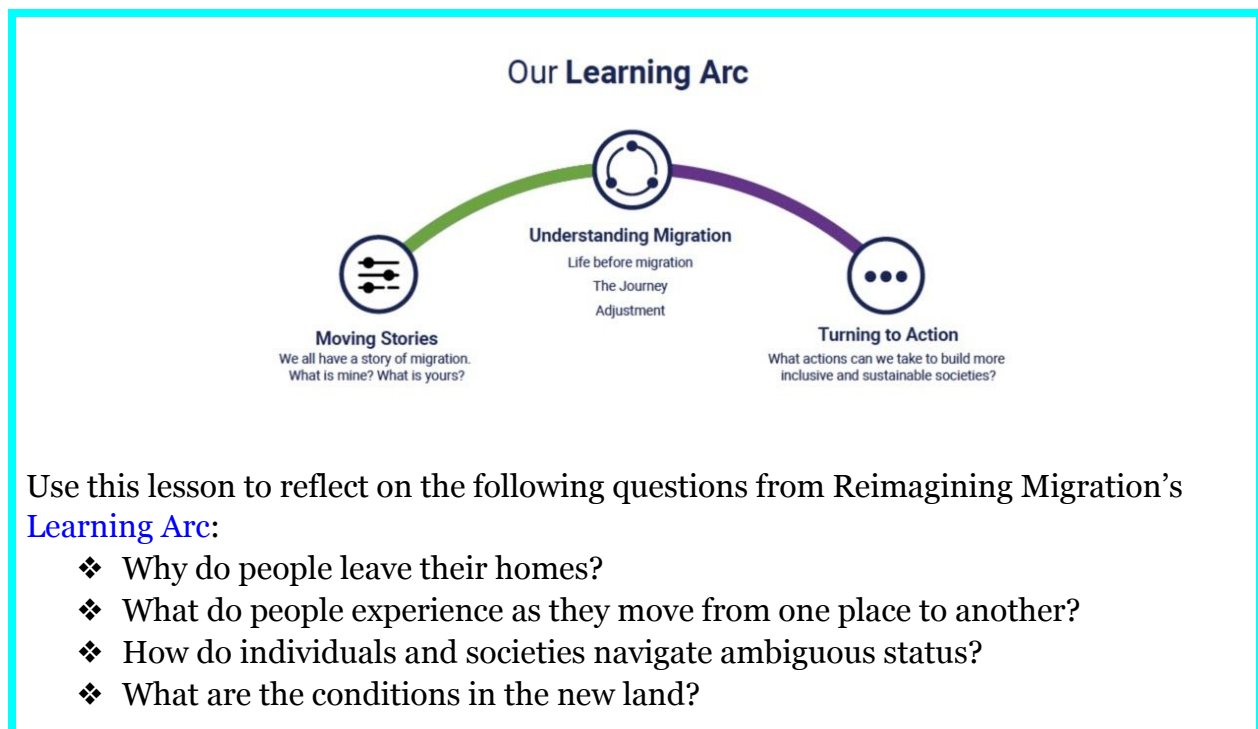 Our Learning Arc
Understanding Migration
Life before migration
The Journey
Adjustment
Moving Stories
We all have a story of migration.
What is mine? What is yours?
Turning to Action
What actions can we take to build more
inclusive and sustainable societies?
Use this lesson to reflect on the following questions from Reimagining Migration’s
Learning Arc:
❖ Why do people leave their homes?
❖ What do people experience as they move from one place to another?
❖ How do individuals and societies navigate ambiguous status?
❖ What are the conditions in the new land?